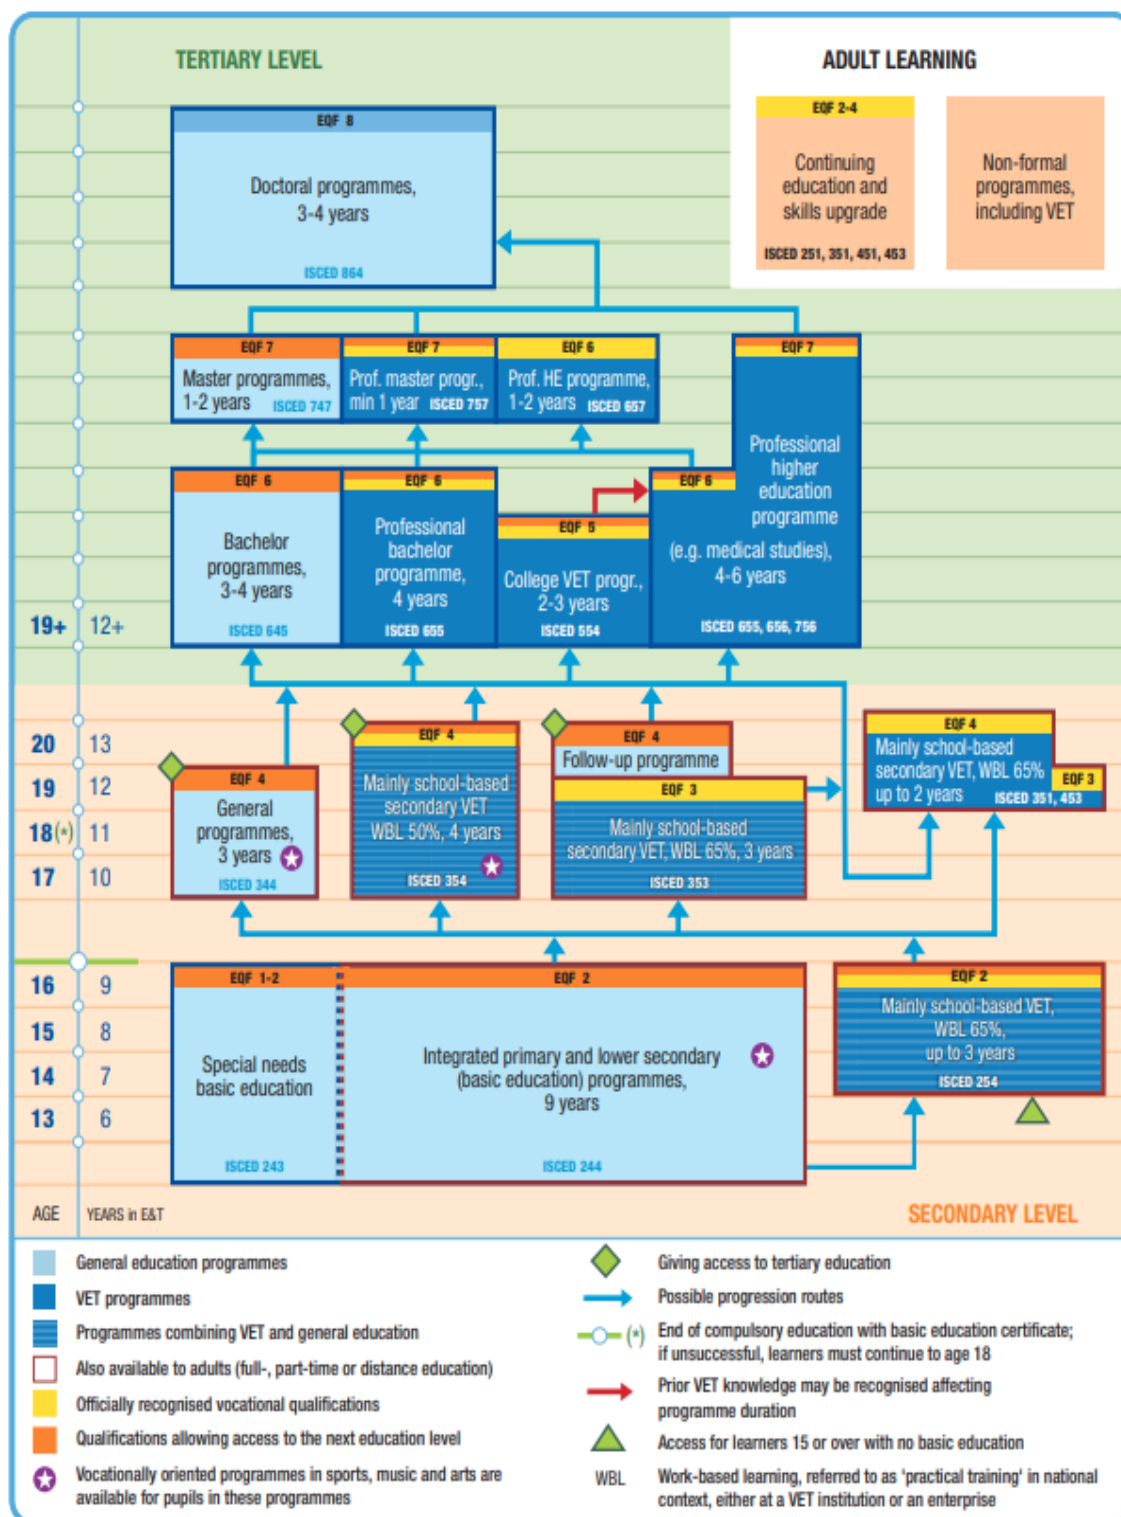 TERTIARY LEVEL
ADULT LEARNING
EQF 2-4
Continuing
education and
skills upgrade
ISCED 251, 351, 451, 453
Non-formal
programmes,
including VET
EQF 8
Doctoral programmes,
3-4 years
ISCED 864
EQF 7
Master programmes,
1-2 years ISCED 747
EQF 7
Prof. master progr.,
min 1 year ISCED 757
EQF 6
Prof. HE programme,
1-2 years ISCED 657
EQF 7
Professional
higher
education
programme
EQF 6
(e.g. medical studies),
4-6 years
ISCED 655, 656, 756
EQF 6
Bachelor
programmes,
3-4 years
ISCED 645
EQF 6
Professional
bachelor
programme,
4 years
ISCED 655
EQF 5
College VET progr.,
2-3 years
ISCED 554
19+ 12+
20 13
19 12
18(*) 11
17 10
EQF 4
General
programmes,
3 years
ISCED 344
EQF 4
Mainly school-based
secondary VET
WBL 50%, 4 years
ISCED 354
EQF 4
Follow-up programme
EQF 3
Mainly school-based
secondary VET, WBL 65%, 3 years
ISCED 353
EQF 4
Mainly school-based
secondary VET, WBL 65%
up to 2 years ISCED 351, 453
EQF 3
16 9
15 8
14 7
13 6
EQF 1-2
Special needs
basic education
ISCED 243
EQF 2
Integrated primary and lower secondary
(basic education) programmes,
9 years
ISCED 244
EQF 2
Mainly school-based VET,
WBL 65%,
up to 3 years
ISCED 254
AGE YEARS in E&T
SECONDARY LEVEL
General education programmes
VET programmes
Programmes combining VET and general education
Also available to adults (full-, part-time or distance education)
Officially recognised vocational qualifications
Qualifications allowing access to the next education level
Vocationally oriented programmes in sports, music and arts are
available for pupils in these programmes
Giving access to tertiary education
Possible progression routes
(*) End of compulsory education with basic education certificate;
if unsuccessful, learners must continue to age 18
Prior VET knowledge may be recognised affecting
programme duration
Access for learners 15 or over with no basic education
WBL Work-based learning, referred to as 'practical training' in national
context, either at a VET institution or an enterprise